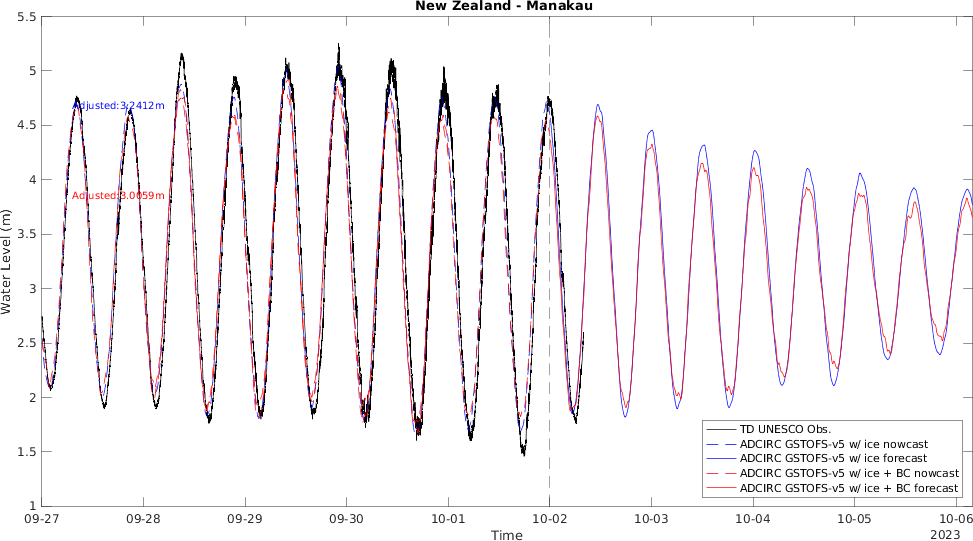 New Zealand - Manakau
5.5
5
4.5
4
3.5
3
2.5
2
1.5
1
Water Level (m)
Adjusted:3.2412m
Adjusted:3.0059m
TD UNESCO Obs.
ADCIRC GSTOFS-v5 w/ ice nowcast
ADCIRC GSTOFS-v5 w/ ice forecast
ADCIRC GSTOFS-v5 w/ ice + BC nowcast
ADCIRC GSTOFS-v5 w/ ice + BC forecast
09-27 09-28 09-29 09-30 10-01 10-02 10-03 10-04 10-05 10-06
Time
2023